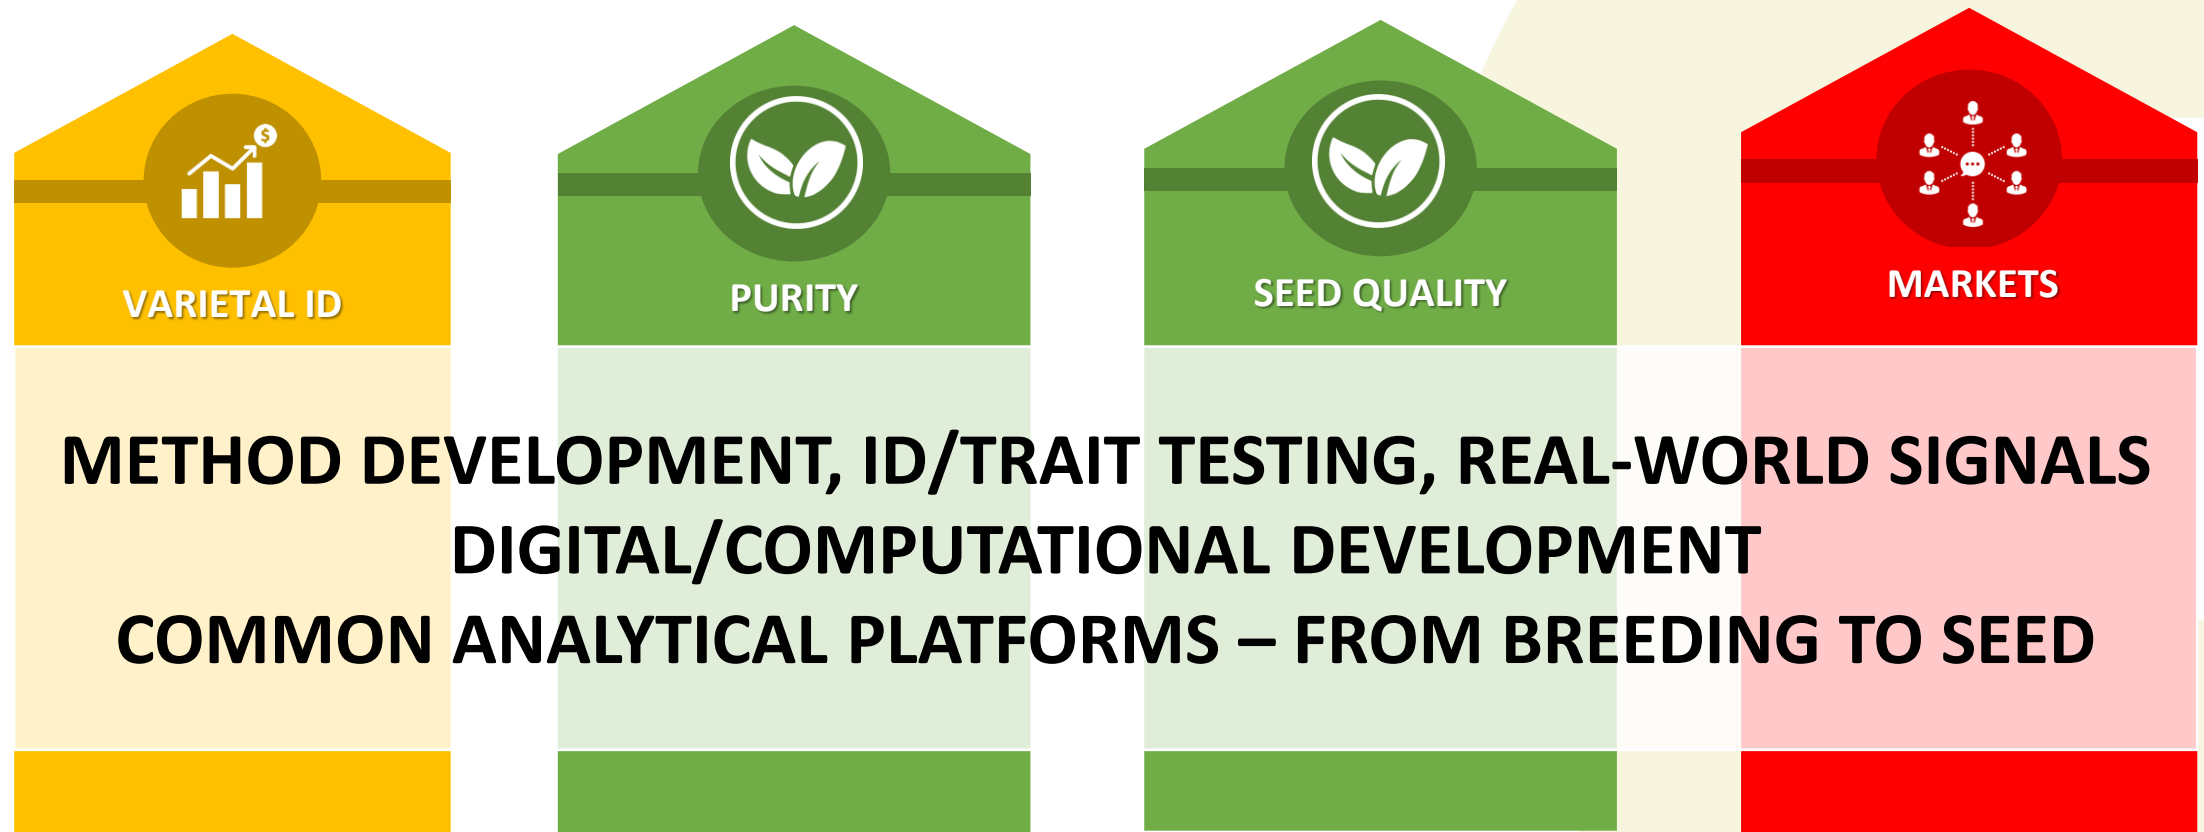 $
VARIETAL ID
PURITY
SEED QUALITY
MARKETS
METHOD DEVELOPMENT, ID/TRAIT TESTING, REAL-WORLD SIGNALS
DIGITAL/COMPUTATIONAL DEVELOPMENT
COMMON ANALYTICAL PLATFORMS – FROM BREEDING TO SEED